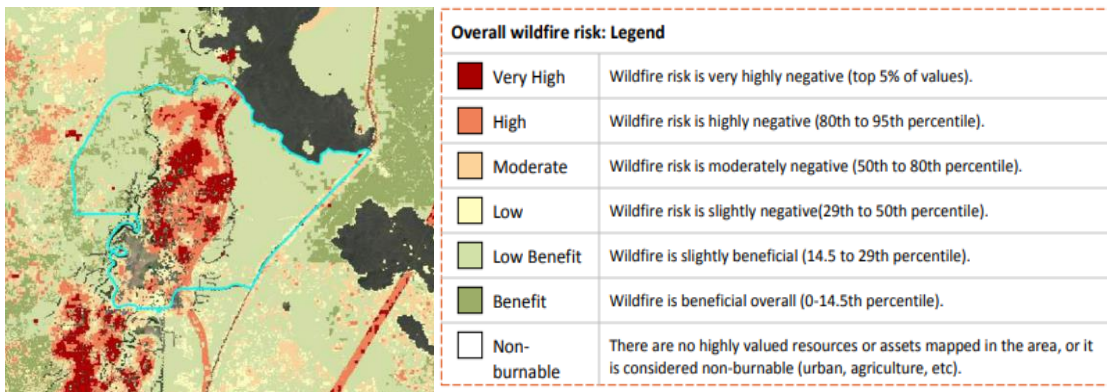 Overall wildfire risk: Legend
Very High
Wildfire risk is very highly negative (top 5% of values).
High
Wildfire risk is highly negative (80th to 95th percentile).
Moderate
Wildfire risk is moderately negative (50th to 80th percentile).
Low
Wildfire risk is slightly negative(29th to 50th percentile).
Low Benefit
Wildfire is slightly beneficial (14.5 to 29th percentile).
Benefit
Wildfire is beneficial overall (0-14.5th percentile).
Non-
burnable
There are no highly valued resources or assets mapped in the area, or it
is considered non-burnable (urban, agriculture, etc).